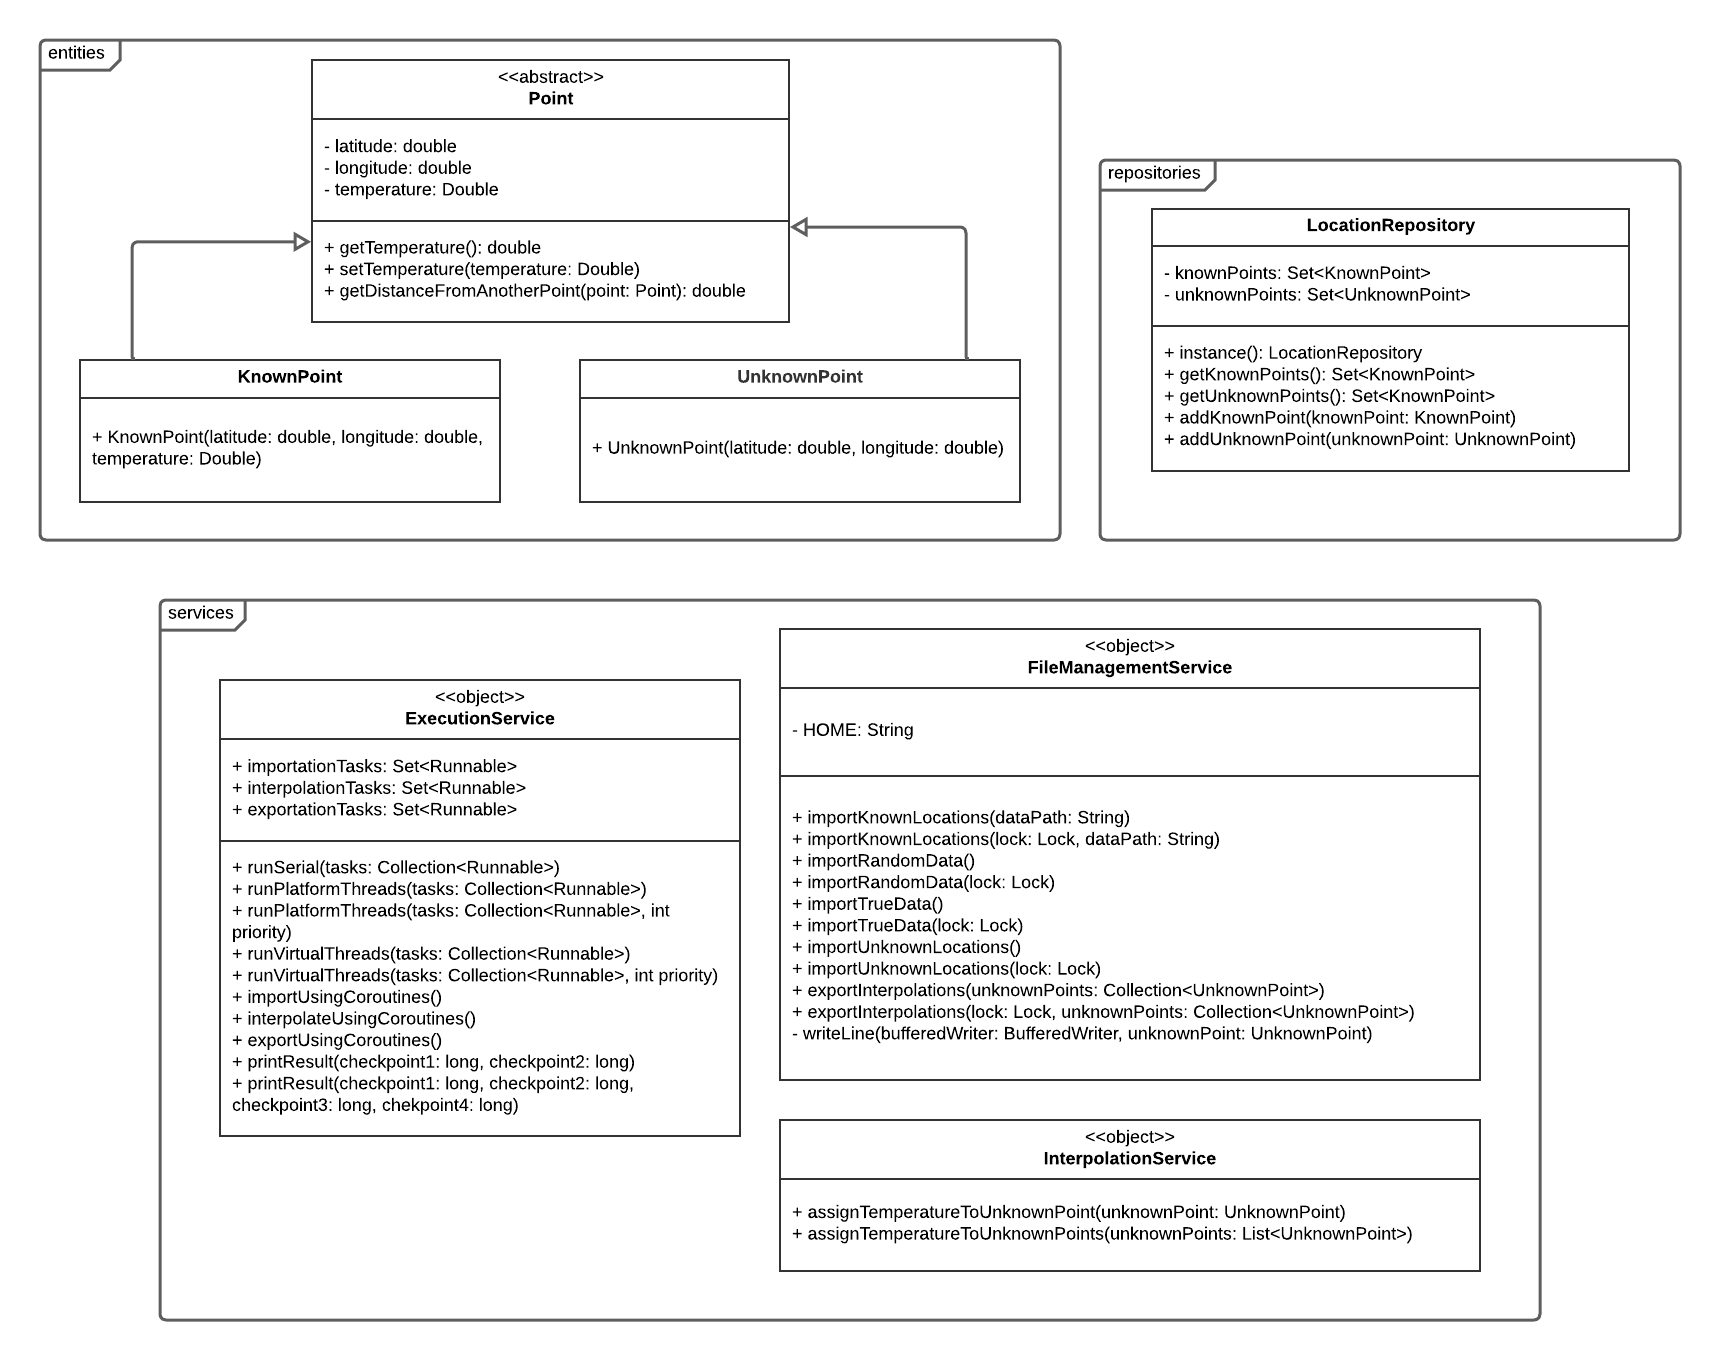 entities
<<abstract>>
Point
- latitude: double
- longitude: double
- temperature: Double
+ getTemperature(): double
+ setTemperature(temperature: Double)
+ getDistanceFromAnotherPoint(point: Point): double
KnownPoint
+ KnownPoint(latitude: double, longitude: double,
temperature: Double)
UnknownPoint
+ UnknownPoint(latitude: double, longitude: double)
repositories
LocationRepository
- knownPoints: Set<KnownPoint>
- unknownPoints: Set<UnknownPoint>
+ instance(): LocationRepository
+ getKnownPoints(): Set<KnownPoint>
+ getUnknownPoints(): Set<KnownPoint>
+ addKnownPoint(knownPoint: KnownPoint)
+ addUnknownPoint(unknownPoint: UnknownPoint)
services
<<object>>
ExecutionService
+ importationTasks: Set<Runnable>
+ interpolationTasks: Set<Runnable>
+ exportationTasks: Set<Runnable>
+ runSerial(tasks: Collection<Runnable>)
+ runPlatformThreads(tasks: Collection<Runnable>)
+ runPlatformThreads(tasks: Collection<Runnable>, int
priority)
+ runVirtualThreads(tasks: Collection<Runnable>)
+ runVirtualThreads(tasks: Collection<Runnable>, int priority)
+ importUsingCoroutines()
+ interpolateUsingCoroutines()
+ exportUsingCoroutines()
+ printResult(checkpoint1: long, checkpoint2: long)
+ printResult(checkpoint1: long, checkpoint2: long,
checkpoint3: long, chekpoint4: long)
<<object>>
FileManagementService
- HOME: String
+ importKnownLocations(dataPath: String)
+ importKnownLocations(lock: Lock, dataPath: String)
+ importRandomData()
+ importRandomData(lock: Lock)
+ importTrueData()
+ importTrueData(lock: Lock)
+ importUnknownLocations()
+ importUnknownLocations(lock: Lock)
+ exportInterpolations(unknownPoints: Collection<UnknownPoint>)
+ exportInterpolations(lock: Lock, unknownPoints: Collection<UnknownPoint>)
- writeLine(bufferedWriter: BufferedWriter, unknownPoint: UnknownPoint)
<<object>>
InterpolationService
+ assignTemperatureToUnknownPoint(unknownPoint: UnknownPoint)
+ assignTemperatureToUnknownPoints(unknownPoints: List<UnknownPoint>)